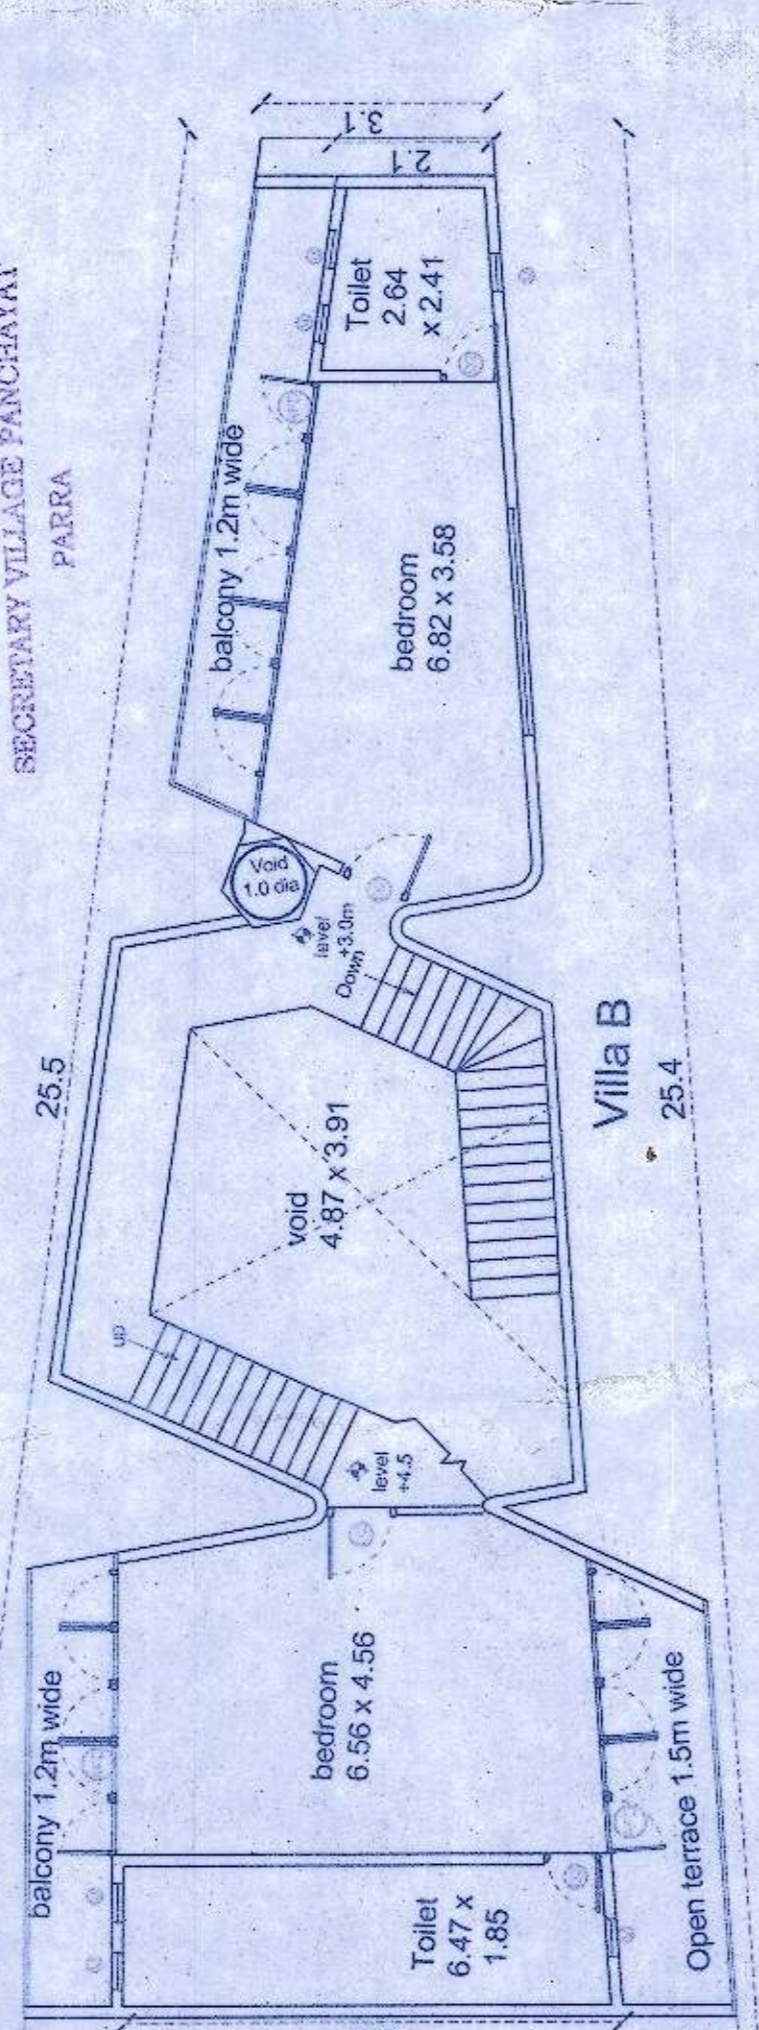 SECRETARY VILLAGE PANCHAYAT
PARRA
3.1
2.1
Toilet
2.64
x 2.41
balcony 1.2m wide
bedroom
6.82 x 3.58
Void
1.0 dia
level
+3.0m
Down
25.5
Villa B
25.4
void
4.87 x 3.91
up
level
+4.5
balcony 1.2m wide
bedroom
6.56 x 4.56
Open terrace 1.5m wide
Toilet
6.47 x
1.85